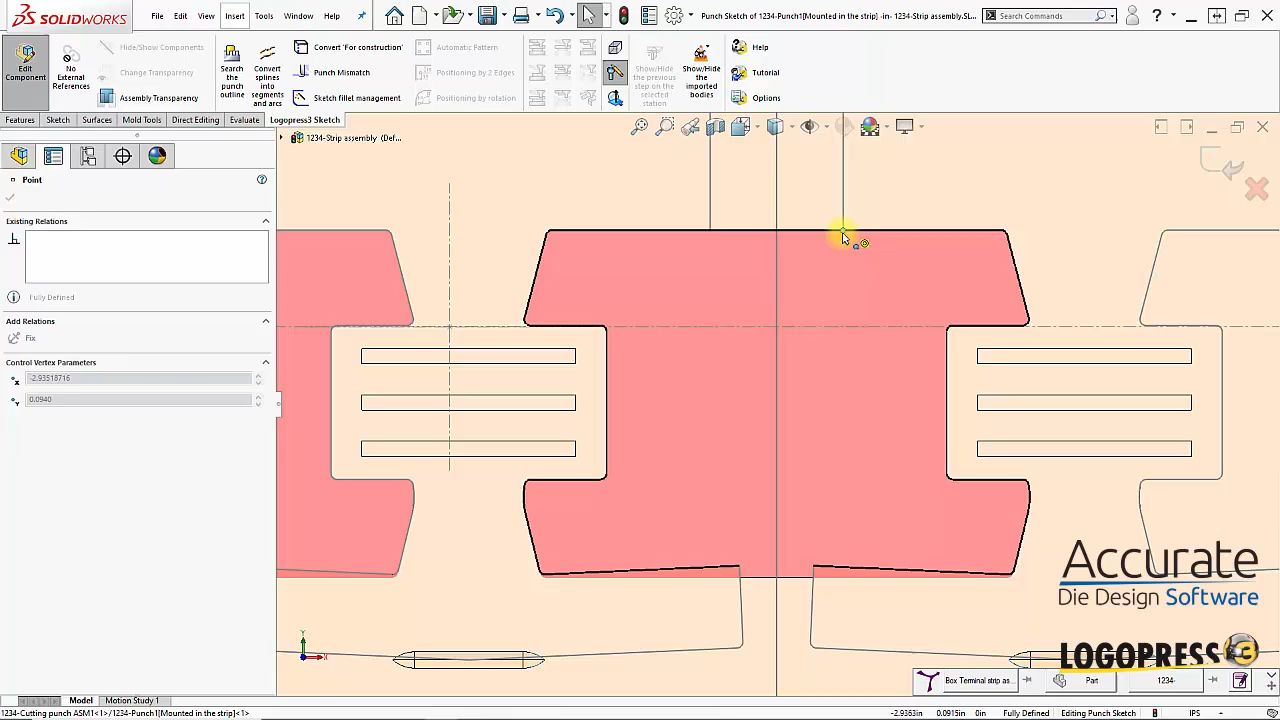 SOLIDWORKS
File
Edit
View
Insert
Tools
Window
Help
Punch Sketch of 1234-Punch1[Mounted in the strip] -in- Strip assembly.SL...
Search Commands
Edit
Component
No
External
References
Hide/Show Components
Change Transparency
Assembly Transparency
Search
the
punch
outline
Convert
splines
into
segments
and arcs
Convert 'For construction'
Punch Mismatch
Sketch fillet management
Automatic Pattern
Positioning by 2 Edges
Positioning by rotation
Show/Hide
the previous
step on the
selected
station
Show/Hide
the
imported
bodies
Help
Tutorial
Options
Features
Sketch
Surfaces
Mold Tools
Direct Editing
Evaluate
Logopress3 Sketch
1234-Strip assembly (Def...
Point
Existing Relations
Fully Defined
Add Relations
Fix
Control Vertex Parameters
-2.93518716
0.0940
Y
X
Accurate
Die Design Software
LOGOPRESS3
Box Terminal strip as...
Part
1234-
Model
Motion Study 1
1234-Cutting punch ASM1<1>/1234-Punch1[Mounted in the strip]<1>
-2.9363in
0.0915in
0in
Fully Defined
Editing Punch Sketch
IPS